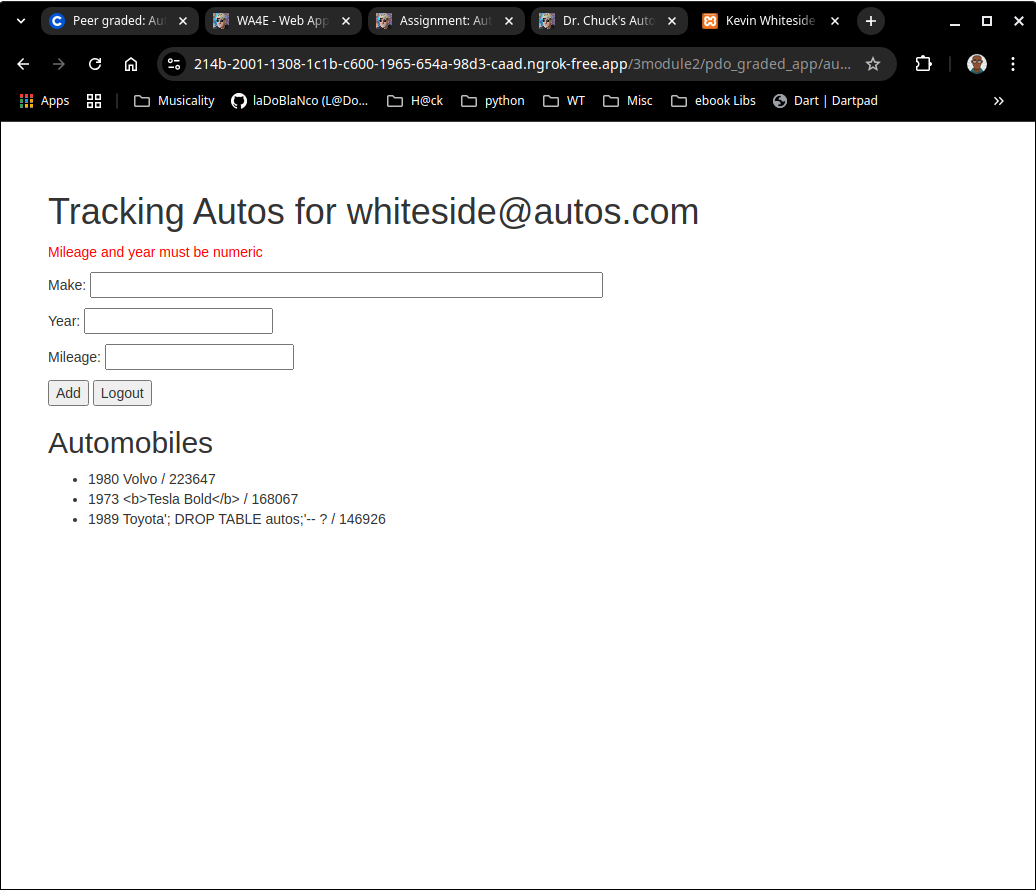 Peer graded: Au
WA4E - Web App
Assignment: Aut
Dr. Chuck's Auto
Kevin Whiteside
214b-2001-1308-1c1b-c600-1965-654a-98d3-caad.ngrok-free.app/3module2/pdo_graded_app/au...
Apps
Musicality
laDoBlaNco (L@Do...
H@ck
python
WT
Misc
ebook Libs
Dart | Dartpad
Tracking Autos for whiteside@autos.com
Mileage and year must be numeric
Make:
Year:
Mileage:
Add Logout
Automobiles
• 1980 Volvo / 223647
• 1973 <b>Tesla Bold</b> / 168067
• 1989 Toyota'; DROP TABLE autos;'-- ? / 146926